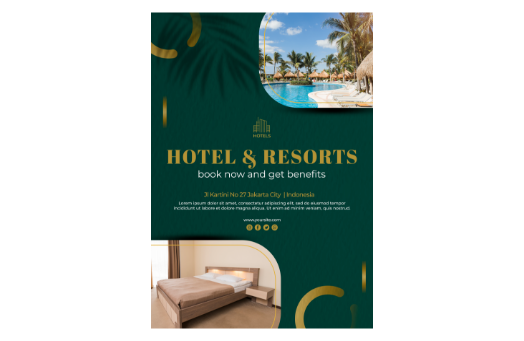 HOTELS
HOTEL & RESORTS
book now and get benefits
Jl Kartini No 27 Jakarta City | Indonesia
Lorem ipsum dolor sit amet, consectetur adipiscing elit, sed do eiusmod tempor
incididunt ut labore et dolore magna aliqua. Ut enim ad minim veniam, quis nostrud
www.yoursite.com